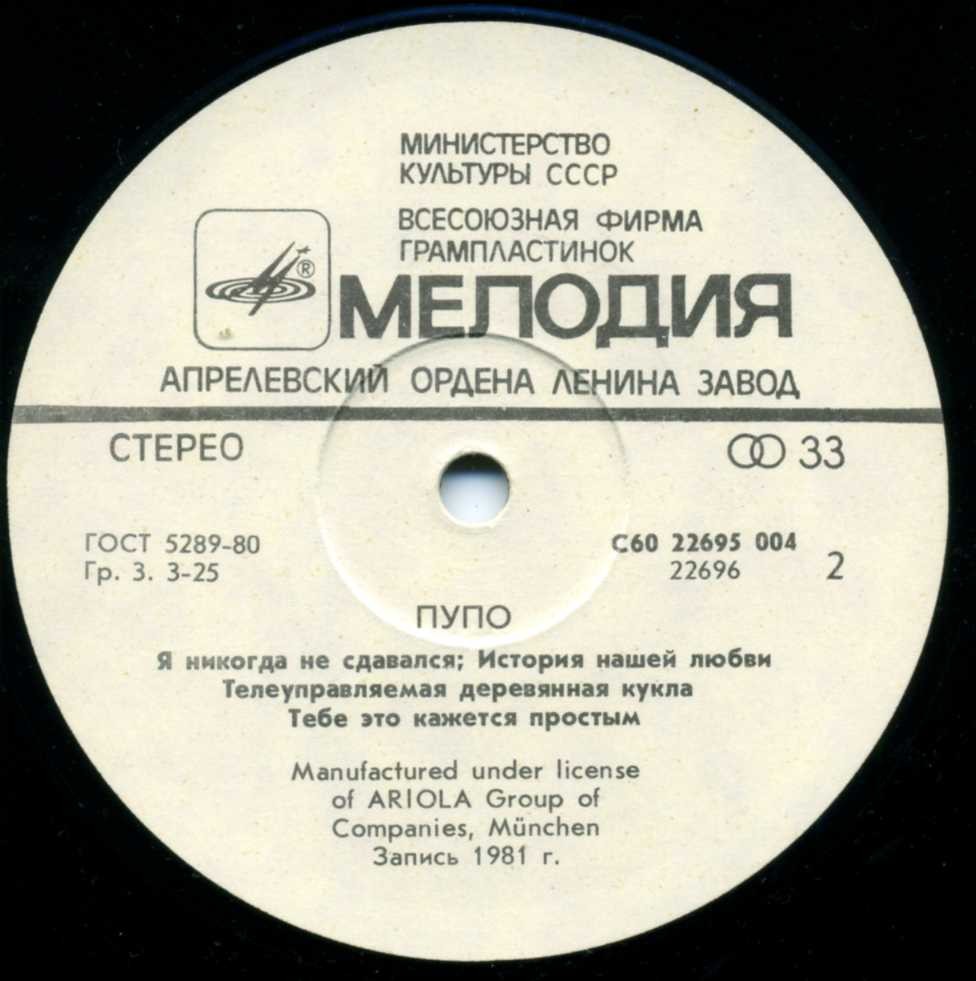 МИНИСТЕРСТВО
КУЛЬТУРЫ СССР
ВСЕСОЮЗНАЯ ФИРМА
ГРАМПЛАСТИНОК
®
МЕЛОДИЯ
АПРЕЛЕВСКИЙ ОРДЕНА ЛЕНИНА ЗАВОД
СТЕРЕО
33
ГОСТ 5289-80
Гр. 3. 3-25
С60 22695 004
22696
2
ПУПО
Я никогда не сдавался; История нашей любви
Телеуправляемая деревянная кукла
Тебе это кажется простым
Manufactured under license
of ARIOLA Group of
Companies, München
Запись 1981 г.